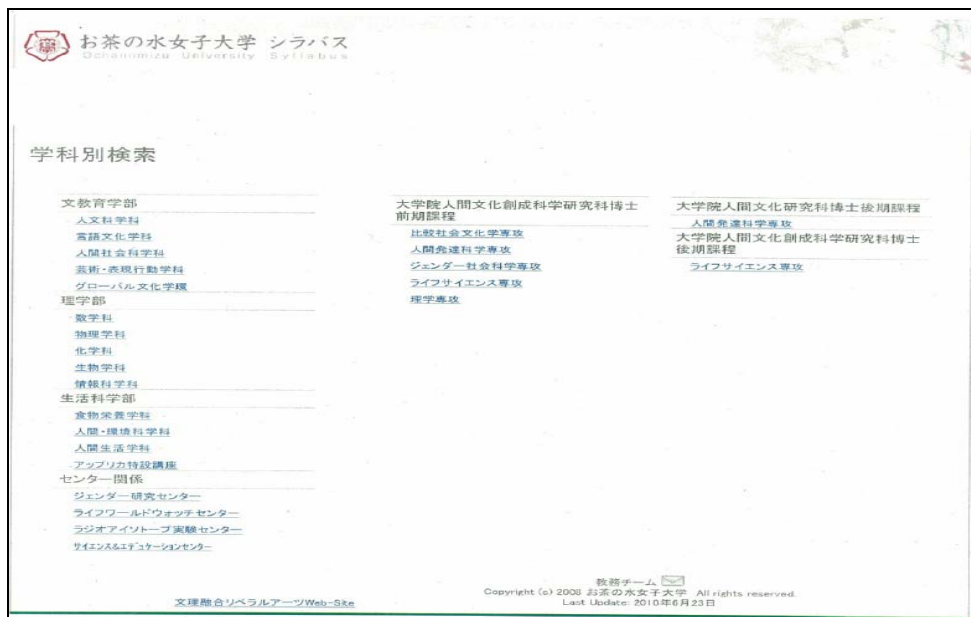 お茶の水女子大学 シラバス
Ochanomizu University Syllabus
学科別検索
文教育学部
人文科学科
言語文化学科
人間社会科学科
芸術・表現行動学科
グローバル文化学環
理学部
数学科
物理学科
化学科
生物学科
情報科学科
生活科学部
食物栄養学科
人間・環境科学科
人間生活学科
アップリカ特設講座
センター関係
ジェンダー研究センター
ライフワールドウォッチセンター
ラジオアイソトープ実験センター
サイエンス&エデュケーションセンター
大学院人間文化創成科学研究科博士
前期課程
比較社会文化学専攻
人間発達科学専攻
ジェンダー社会科学専攻
ライフサイエンス専攻
理学専攻
大学院人間文化研究科博士後期課程
人間発達科学専攻
大学院人間文化創成科学研究科博士
後期課程
ライフサイエンス専攻
文理融合リベラルアーツWeb-Site
教務チーム
Copyright (c) 2008 お茶の水女子大学 All rights reserved.
Last Update: 2010年6月23日